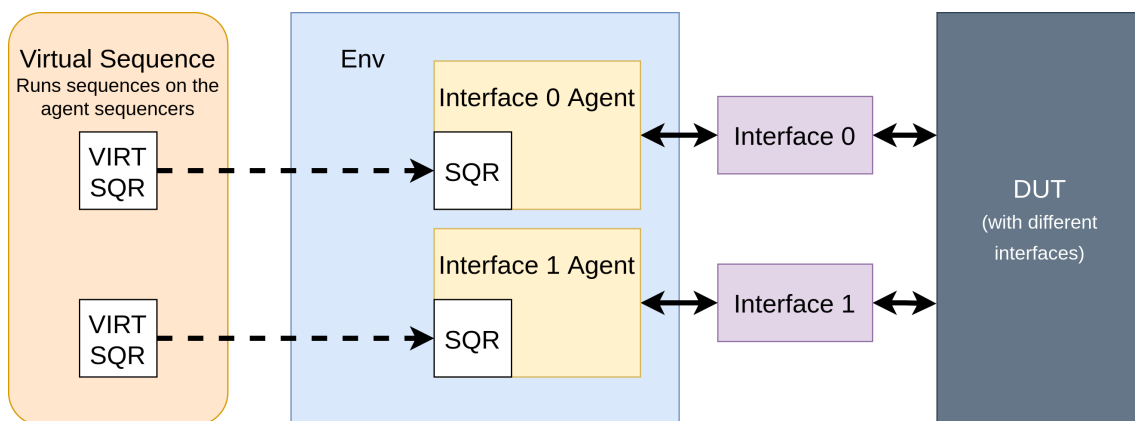 Virtual Sequence
Runs sequences on the
agent sequencers
VIRT
SQR
VIRT
SQR
Env
Interface 0 Agent
SQR
Interface 1 Agent
SQR
Interface 0
Interface 1
DUT
(with different
interfaces)